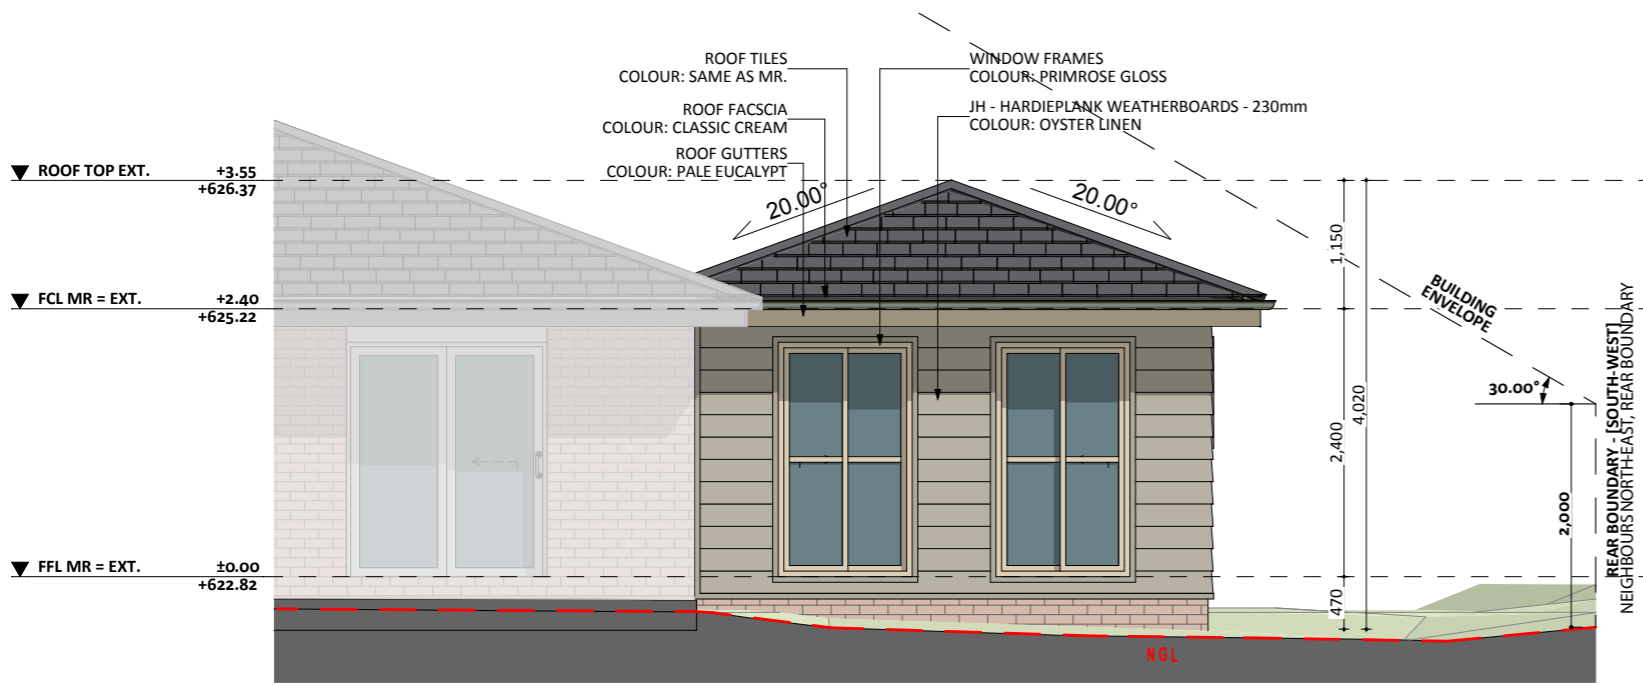 ROOF TILES
COLOUR: SAME AS MR.
ROOF FACSCIA
COLOUR: CLASSIC CREAM
ROOF GUTTERS
COLOUR: PALE EUCALYPT
WINDOW FRAMES
COLOUR: PRIMROSE GLOSS
JH - HARDIEPLANK WEATHERBOARDS - 230mm
COLOUR: OYSTER LINEN
ROOF TOP EXT. +3.55
+626.37
20.00°
20.00°
FCL MR = EXT. +2.40
+625.22
FFL MR = EXT. ±0.00
+622.82
1,150
2,400
470
4,020
BUILDING
ENVELOPE
30.00°
2,000
REAR BOUNDARY - [SOUTH-WEST]
NEIGHBOURS NORTH-EAST, REAR BOUNDARY
NGL